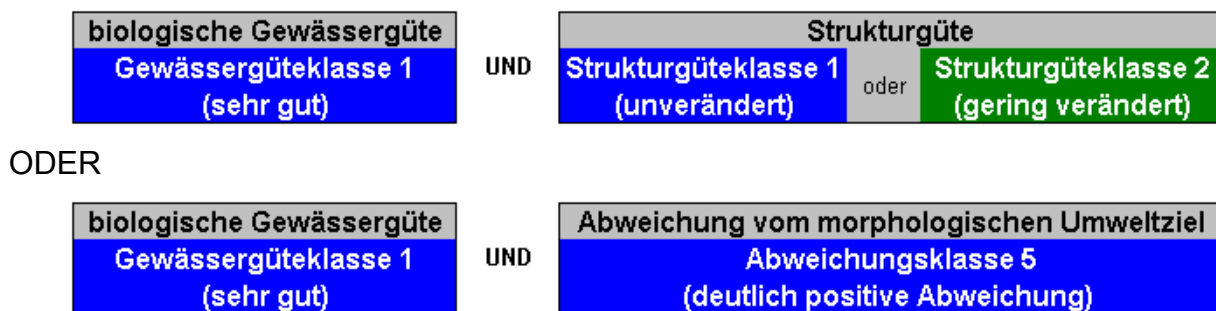 biologische Gewässergüte
Gewässergüteklasse 1
(sehr gut)
UND
Strukturgüte
Strukturgüteklasse 1
(unverändert)
oder
Strukturgüteklasse 2
(gering verändert)
ODER
biologische Gewässergüte
Gewässergüteklasse 1
(sehr gut)
UND
Abweichung vom morphologischen Umweltziel
Abweichungsklasse 5
(deutlich positive Abweichung)